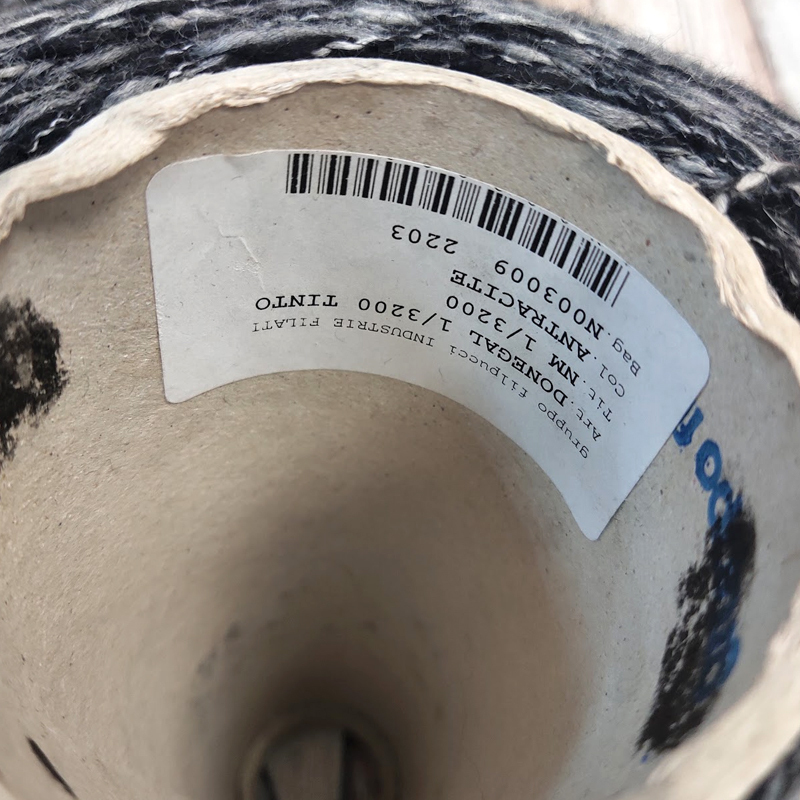 gruppo filpucci INDUSTRIE FILATI
Art. DONEGAL 1/3200 TINTO
Tit. NM 1/3200
Col. ANTRACITE
Bag. N003009 2203